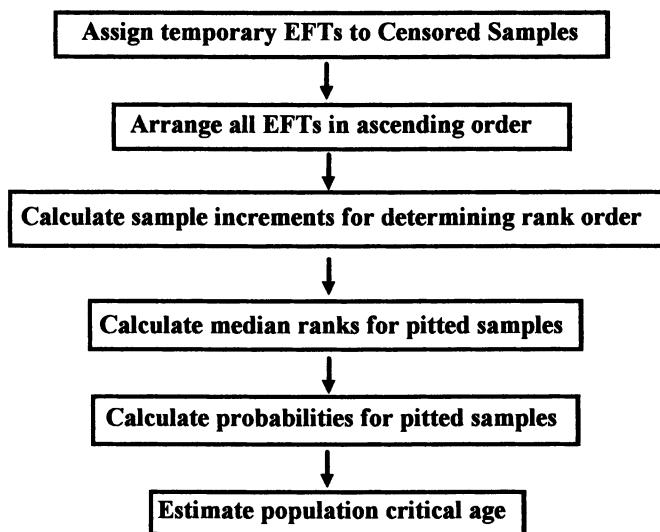 Assign temporary EFTs to Censored Samples
Arrange all EFTs in ascending order
Calculate sample increments for determining rank order
Calculate median ranks for pitted samples
Calculate probabilities for pitted samples
Estimate population critical age